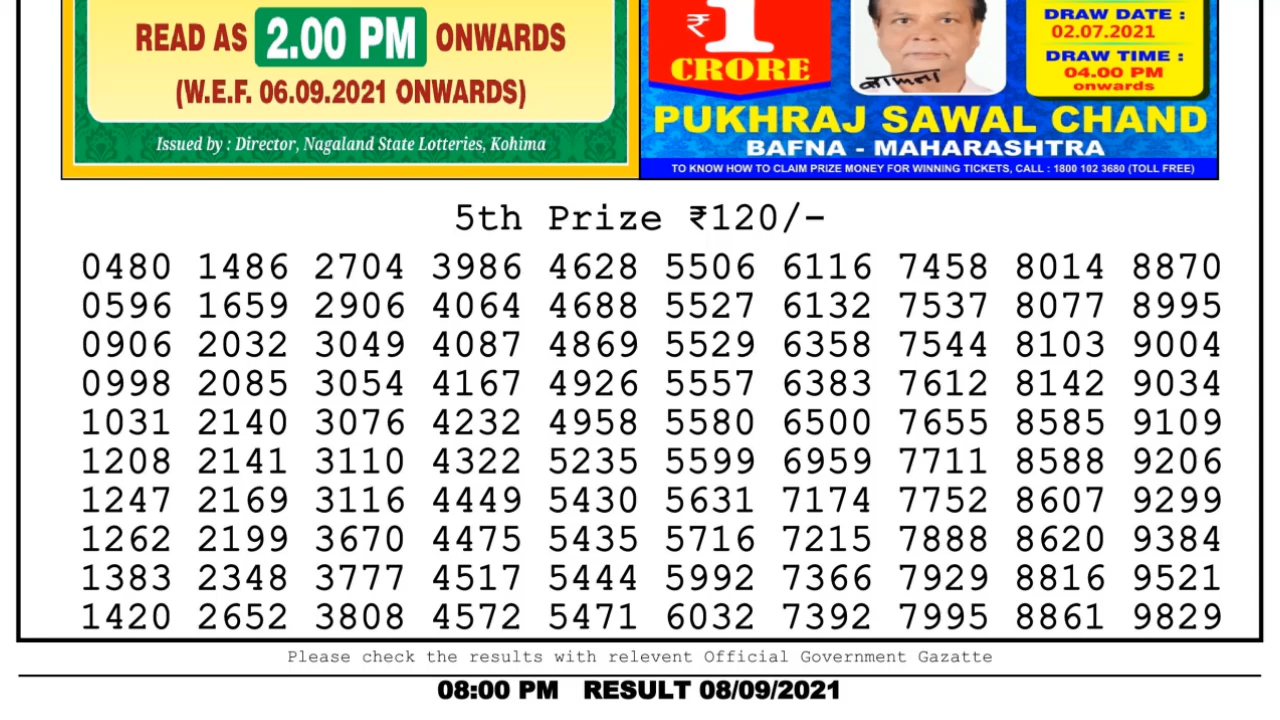 READ AS 2.00 PM ONWARDS
(W.E.F. 06.09.2021 ONWARDS)
Issued by : Director, Nagaland State Lotteries, Kohima
₹1
CRORE
DRAW DATE :
02.07.2021
DRAW TIME :
04.00 PM
onwards
PUKHRAJ SAWAL CHAND
BAFNA - MAHARASHTRA
TO KNOW HOW TO CLAIM PRIZE MONEY FOR WINNING TICKETS, CALL : 1800 102 3680 (TOLL FREE)
5th Prize ₹120/-
0480 1486 2704 3986 4628 5506 6116 7458 8014 8870
0596 1659 2906 4064 4688 5527 6132 7537 8077 8995
0906 2032 3049 4087 4869 5529 6358 7544 8103 9004
0998 2085 3054 4167 4926 5557 6383 7612 8142 9034
1031 2140 3076 4232 4958 5580 6500 7655 8585 9109
1208 2141 3110 4322 5235 5599 6959 7711 8588 9206
1247 2169 3116 4449 5430 5631 7174 7752 8607 9299
1262 2199 3670 4475 5435 5716 7215 7888 8620 9384
1383 2348 3777 4517 5444 5992 7366 7929 8816 9521
1420 2652 3808 4572 5471 6032 7392 7995 8861 9829
Please check the results with relevent Official Government Gazatte
08:00 PM RESULT 08/09/2021